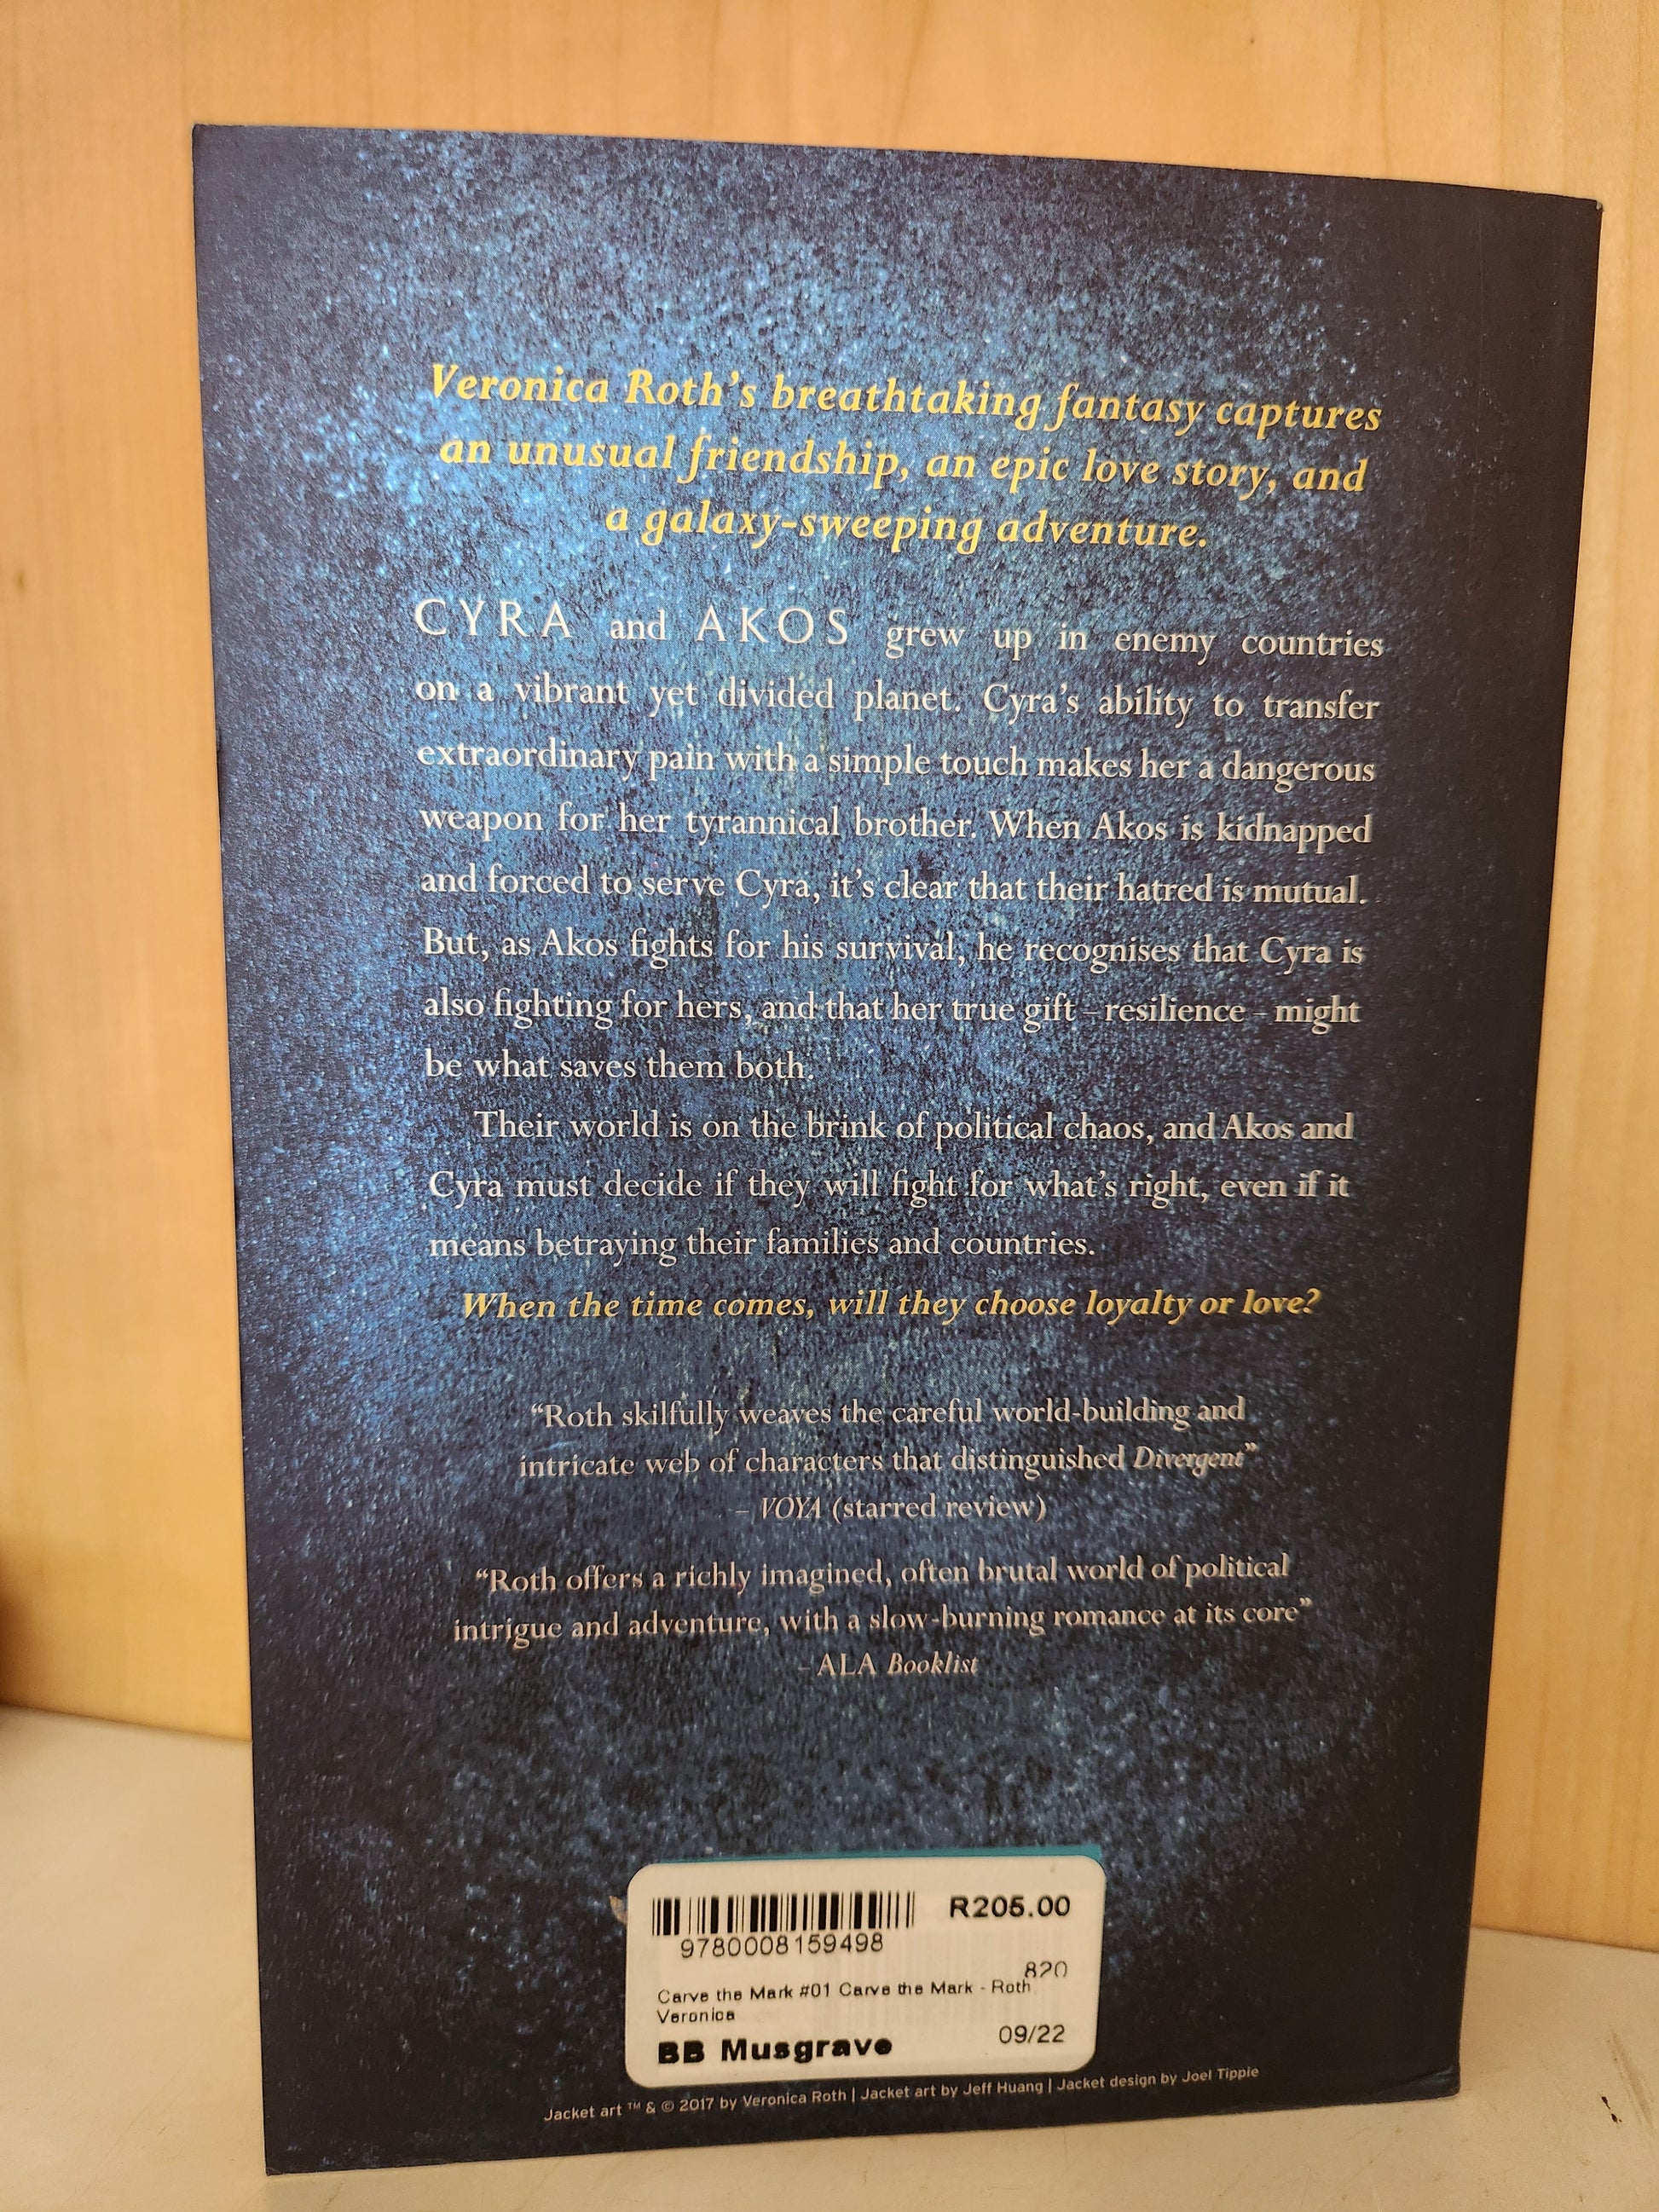 Veronica Roth's breathtaking fantasy captures
an unusual friendship, an epic love story, and
a galaxy-sweeping adventure.
CYRA and AKOS grew up in enemy countries
on a vibrant yet divided planet. Cyra's ability to transfer
extraordinary pain with a simple touch makes her a dangerous
weapon for her tyrannical brother. When Akos is kidnapped
and forced to serve Cyra, it's clear that their hatred is mutual.
But, as Akos fights for his survival, he recognises that Cyra is
also fighting for hers, and that her true gift – resilience – might
be what saves them both.
Their world is on the brink of political chaos, and Akos and
Cyra must decide if they will fight for what's right, even if it
means betraying their families and countries.
When the time comes, will they choose loyalty or love?
“Roth skilfully weaves the careful world-building and
intricate web of characters that distinguished Divergent”
– VOYA (starred review)
“Roth offers a richly imagined, often brutal world of political
intrigue and adventure, with a slow-burning romance at its core”
– ALA Booklist
R205.00
9780008159498
820
Carve the Mark #01 Carve the Mark - Roth
Veronica
09/22
BB Musgrave
Jacket art ™ & © 2017 by Veronica Roth | Jacket art by Jeff Huang | Jacket design by Joel Tippie